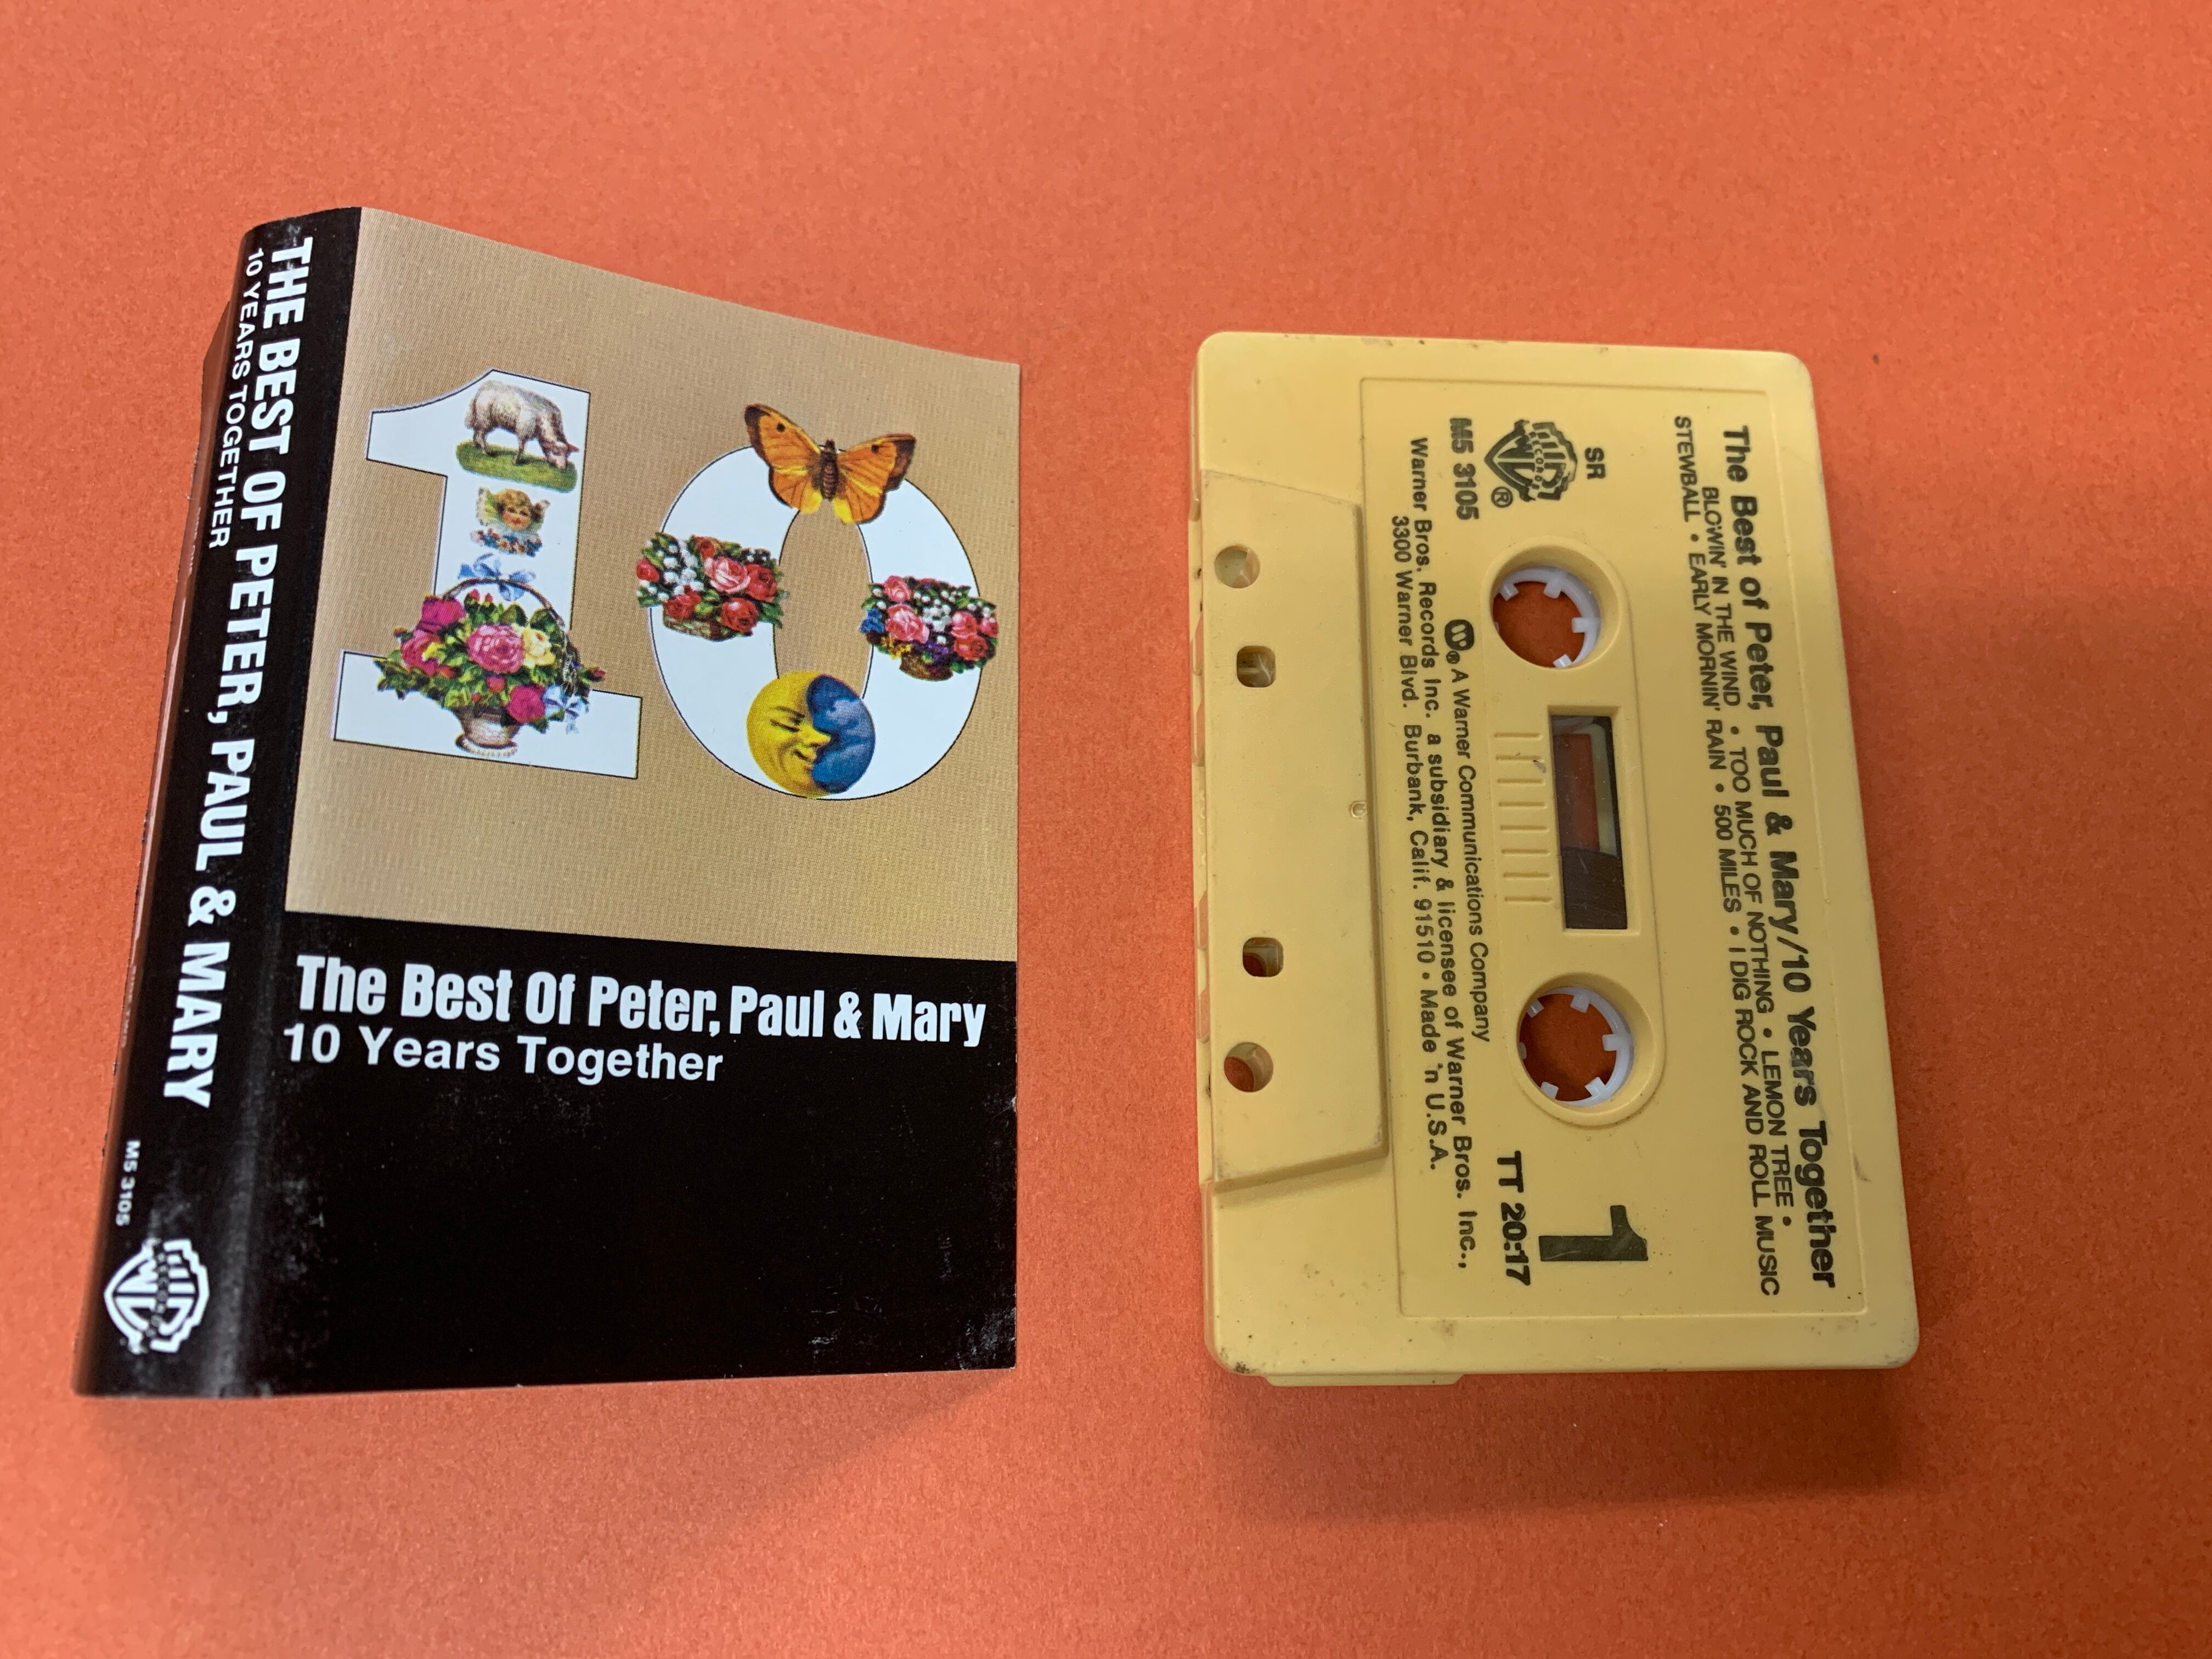 THE BEST OF PETER, PAUL & MARY
10 YEARS TOGETHER
M5 3105
10
The Best Of Peter, Paul & Mary
10 Years Together
The Best of Peter, Paul & Mary/10 Years Together
BLOWIN' IN THE WIND • TOO MUCH OF NOTHING • LEMON TREE •
STEWBALL • EARLY MORNIN' RAIN • 500 MILES • I DIG ROCK AND ROLL MUSIC
SR
RECORDS
®
M5 3105
1
TT 20:17
A Warner Communications Company
Warner Bros. Records Inc. a subsidiary & licensee of Warner Bros. Inc.,
3300 Warner Blvd. Burbank, Calif. 91510 • Made 'n U.S.A.